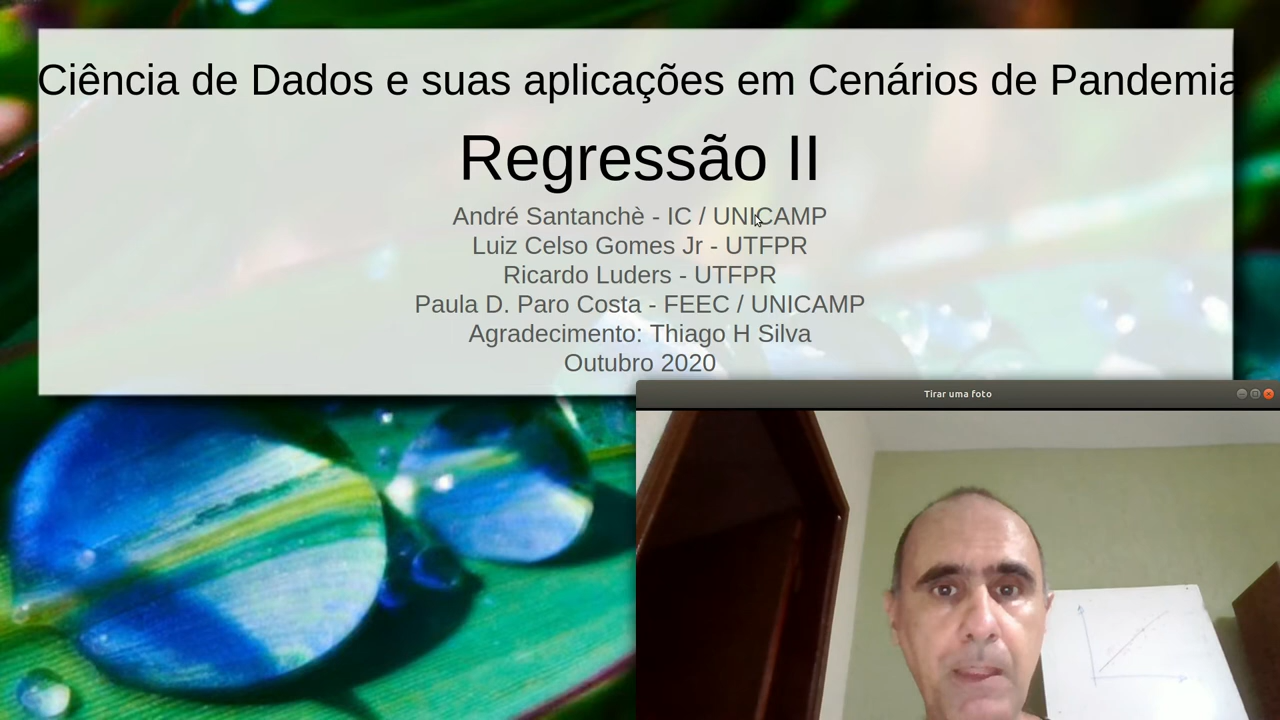 Ciência de Dados e suas aplicações em Cenários de Pandemia
Regressão II
André Santanchè - IC / UNICAMP
Luiz Celso Gomes Jr - UTFPR
Ricardo Luders - UTFPR
Paula D. Paro Costa - FEEC / UNICAMP
Agradecimento: Thiago H Silva
Outubro 2020
Tirar uma foto